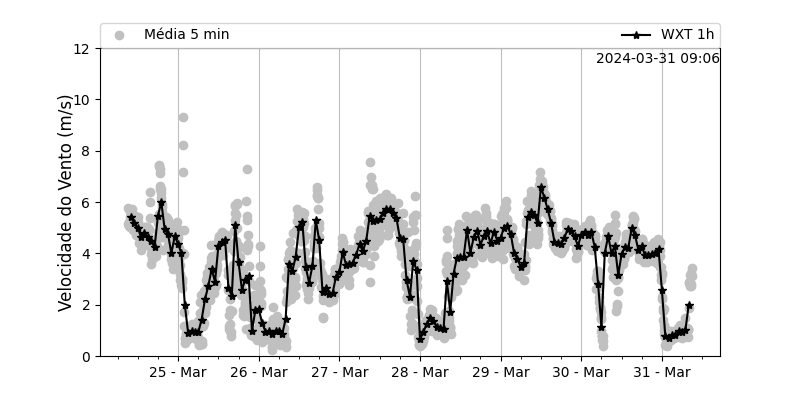 Média 5 min
WXT 1h
2024-03-31 09:06
Velocidade do Vento (m/s)
12
10
8
6
4
2
0
25 - Mar
26 - Mar
27 - Mar
28 - Mar
29 - Mar
30 - Mar
31 - Mar